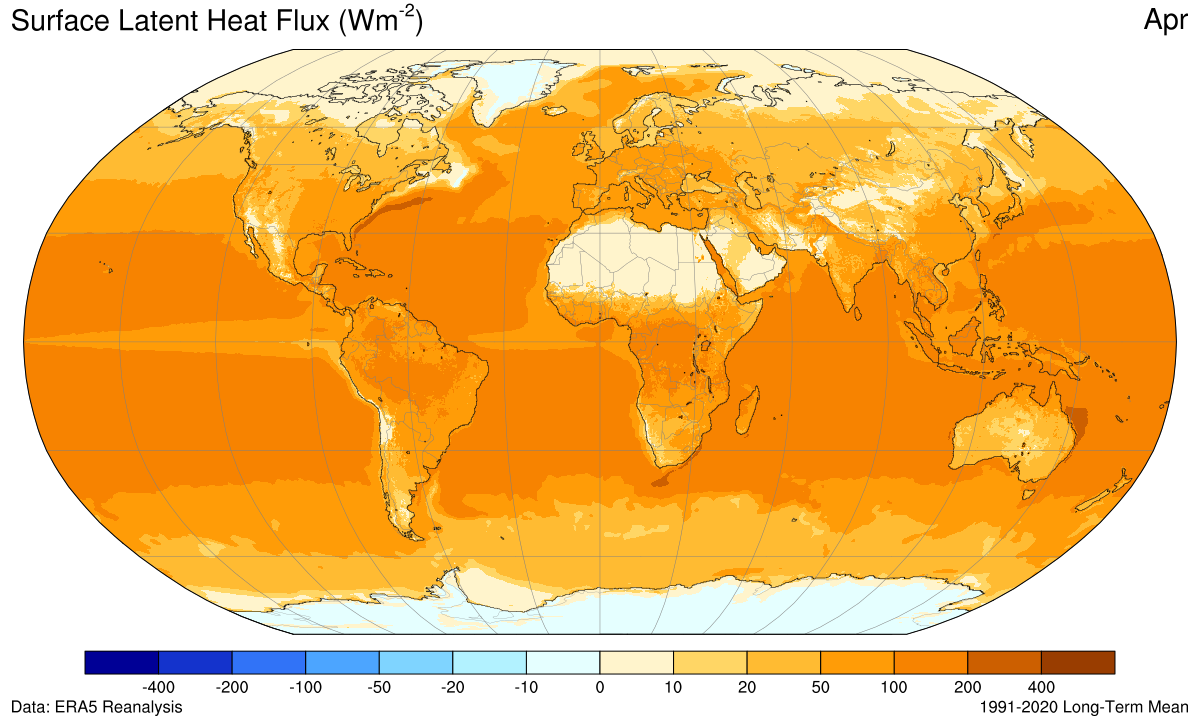 Surface Latent Heat Flux (Wm-2) Apr
-400 -200 -100 -50 -20 -10 0 10 20 50 100 200 400
Data: ERA5 Reanalysis 1991-2020 Long-Term Mean